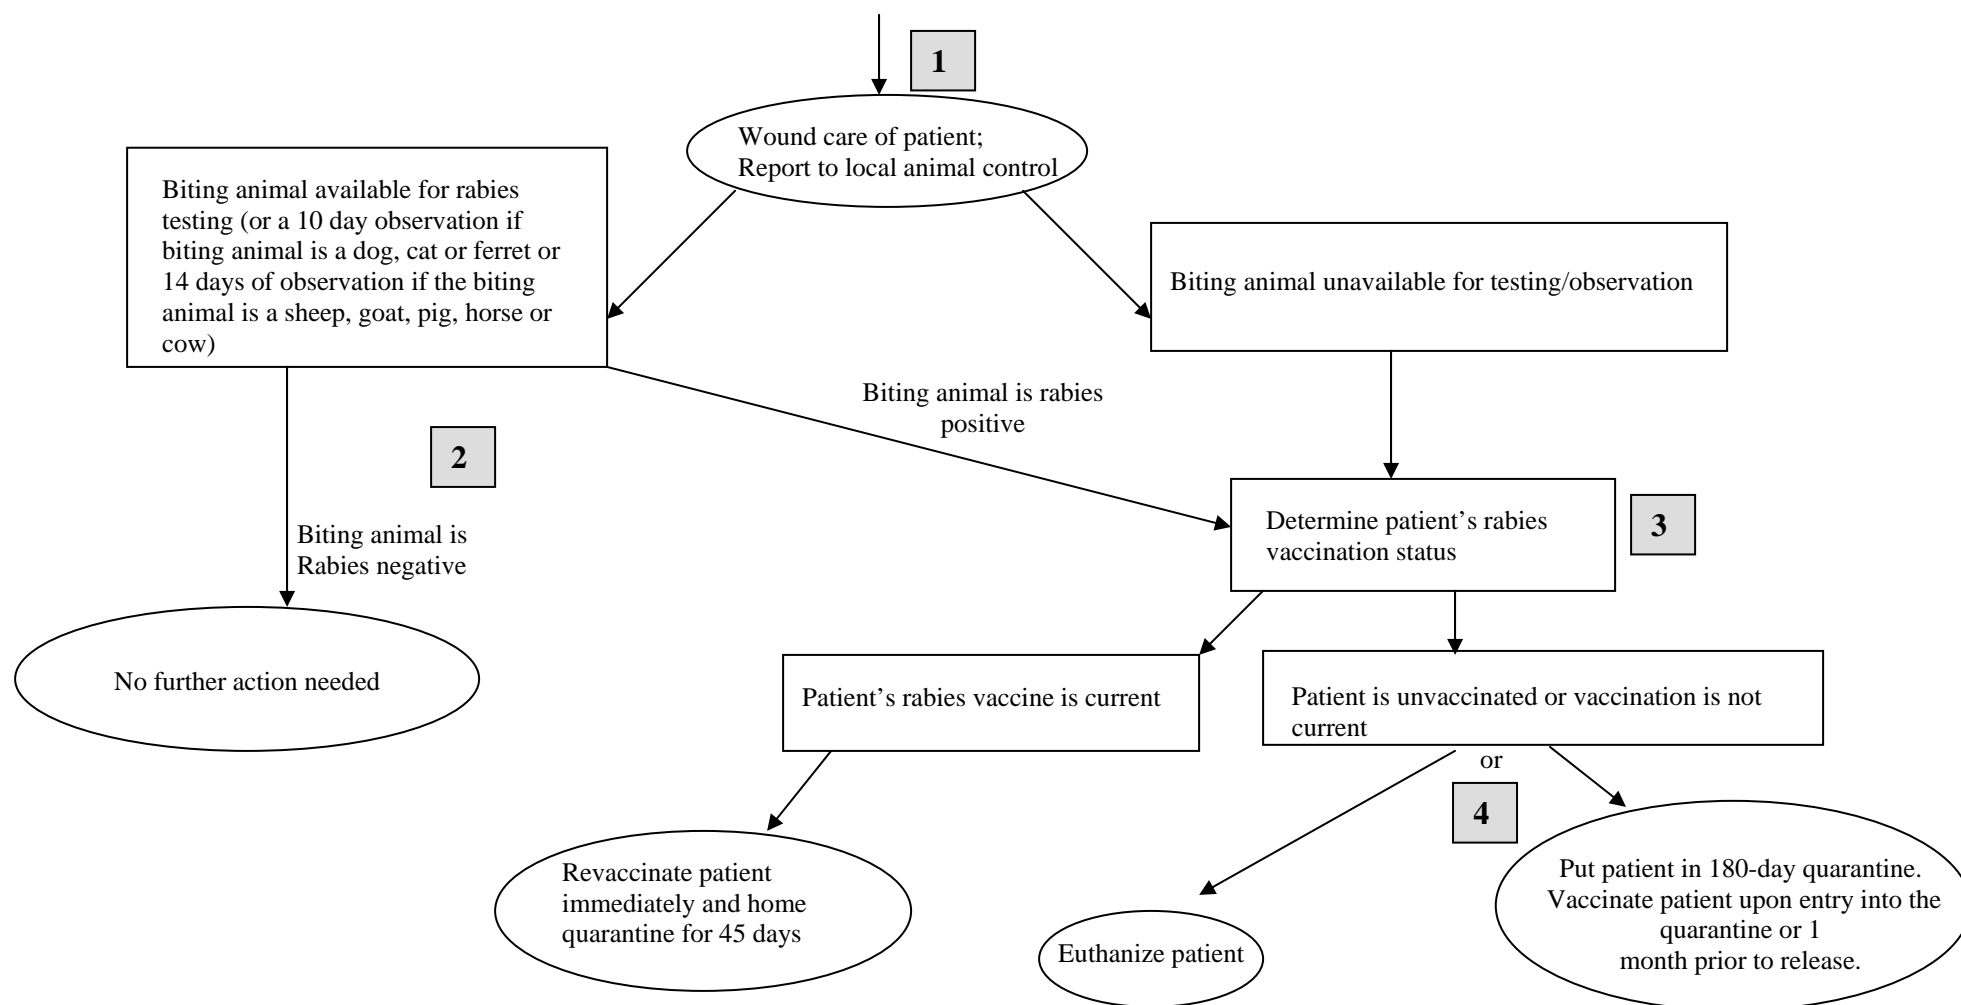 1
Wound care of patient;
Report to local animal control
Biting animal available for rabies
testing (or a 10 day observation if
biting animal is a dog, cat or ferret or
14 days of observation if the biting
animal is a sheep, goat, pig, horse or
cow)
Biting animal unavailable for testing/observation
Biting animal is rabies
positive
2
Biting animal is
Rabies negative
Determine patient’s rabies
vaccination status
3
No further action needed
Patient’s rabies vaccine is current
Patient is unvaccinated or vaccination is not
current
or
4
Revaccinate patient
immediately and home
quarantine for 45 days
Euthanize patient
Put patient in 180-day quarantine.
Vaccinate patient upon entry into the
quarantine or 1
month prior to release.